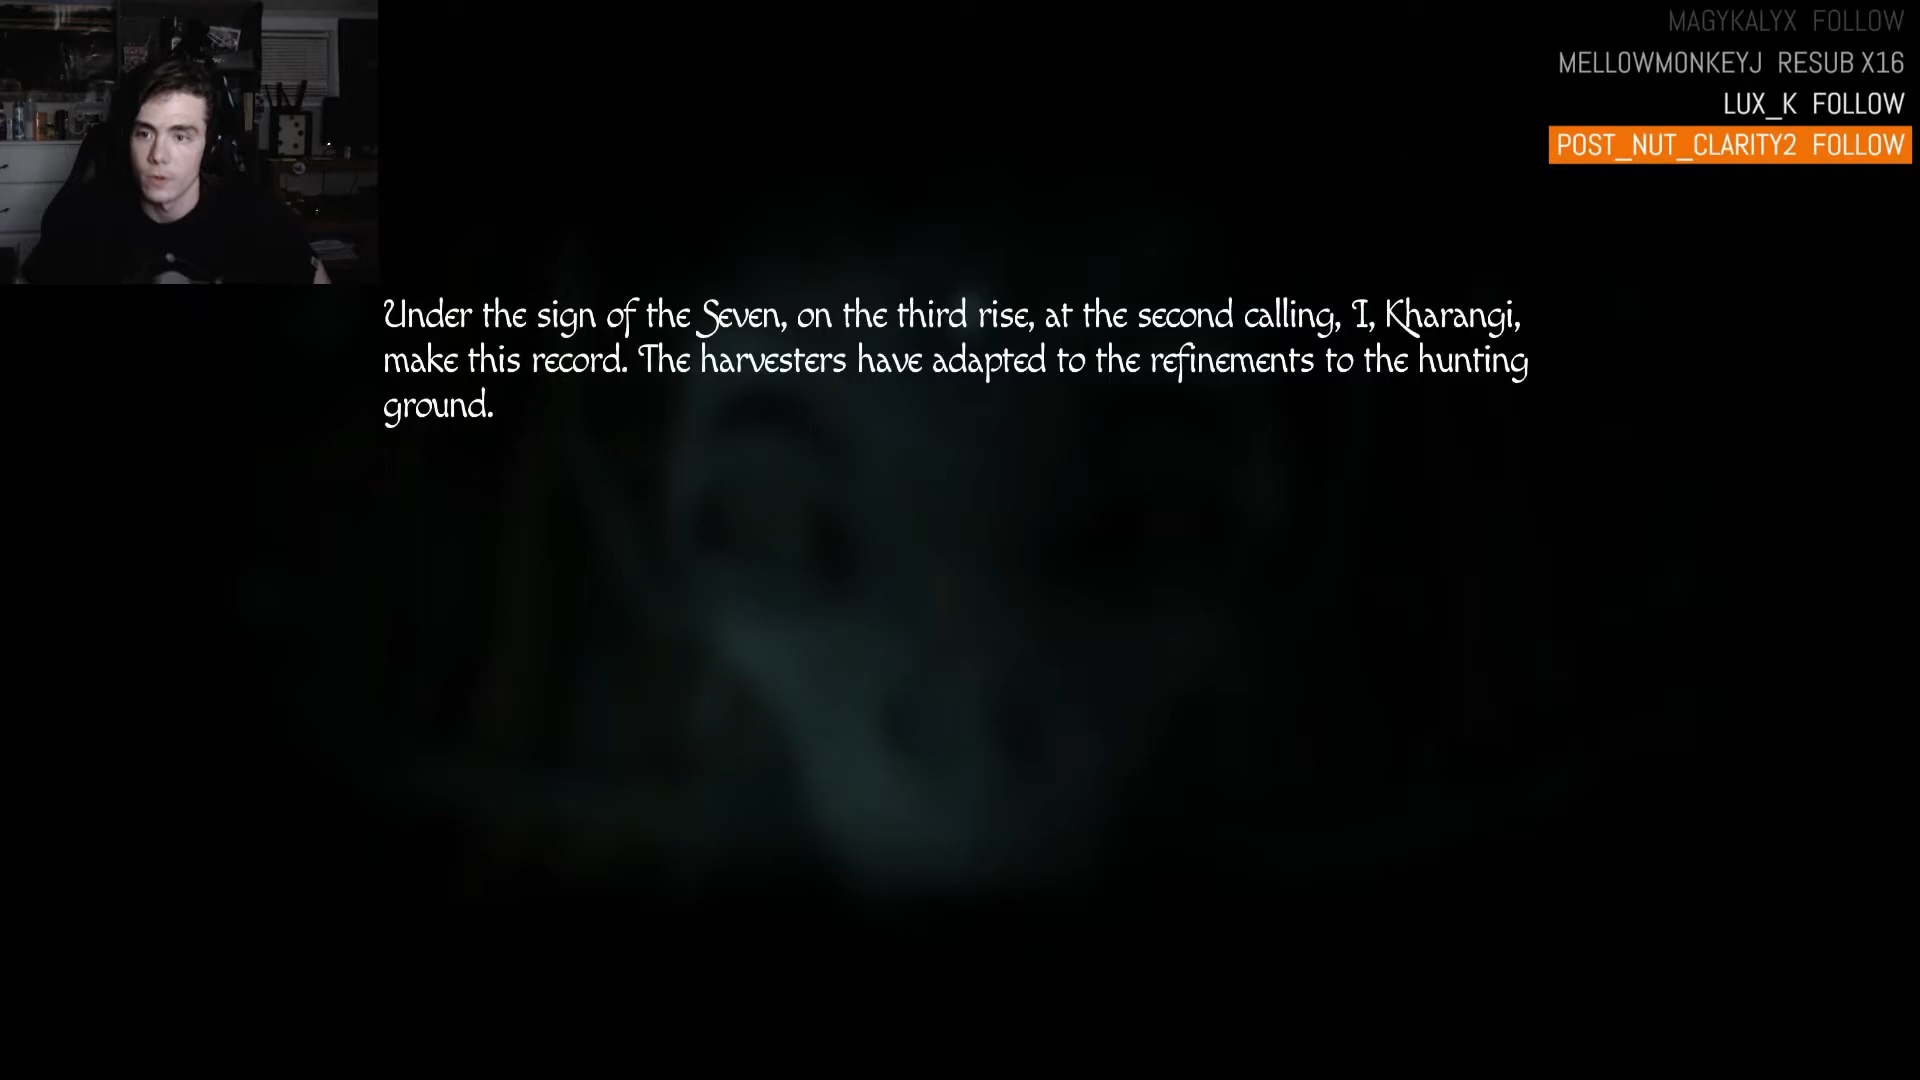 MAGYKALYX FOLLOW
MELLOWMONKEYJ RESUB X16
LUX_K FOLLOW
POST_NUT_CLARITY2 FOLLOW
Under the sign of the Seven, on the third rise, at the second calling, I, Kharangi,
make this record. The harvesters have adapted to the refinements to the hunting
ground.